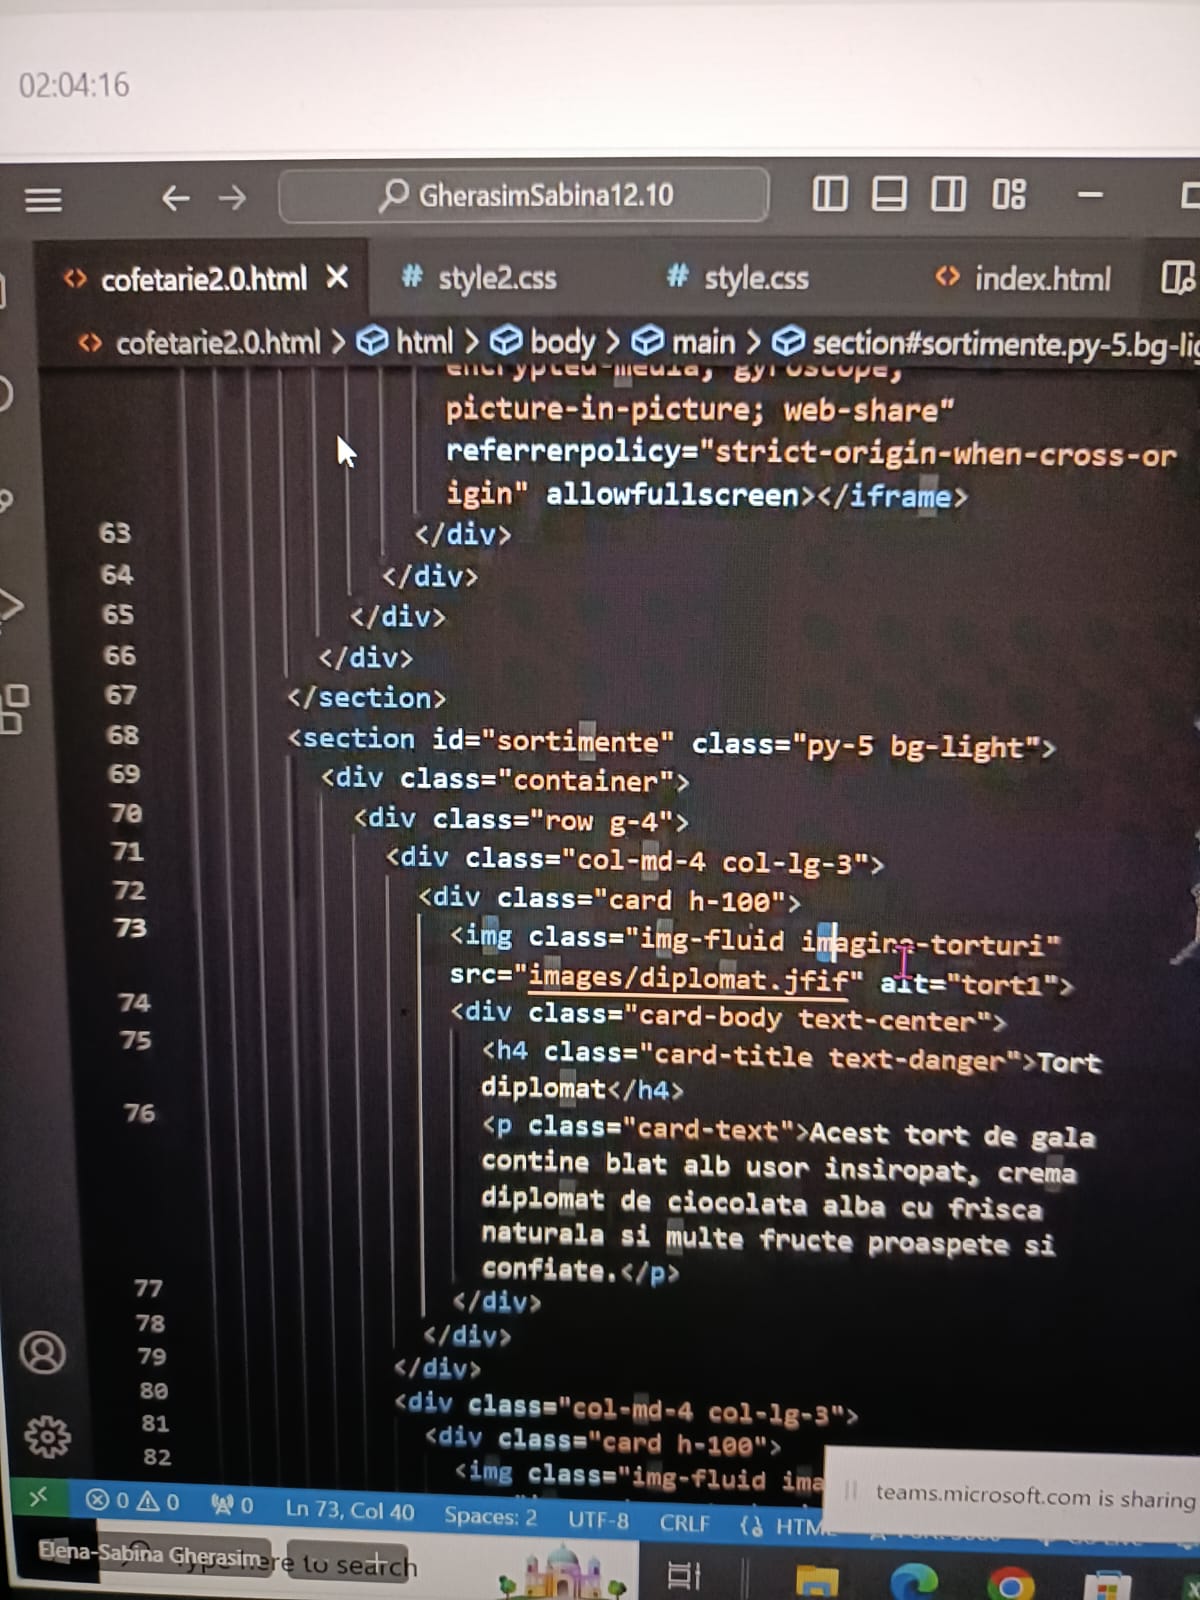 02:04:16
GherasimSabina12.10
cofetarie2.0.html
# style2.css
# style.css
index.html
cofetarie2.0.html > html > body > main > section#sortimente.py-5.bg-lig
encrypted-media; gyroscope;
picture-in-picture; web-share"
referrerpolicy="strict-origin-when-cross-or
igin" allowfullscreen></iframe>
63 </div>
64 </div>
65 </div>
66 </div>
67 </section>
68 <section id="sortimente" class="py-5 bg-light">
69 <div class="container">
70 <div class="row g-4">
71 <div class="col-md-4 col-lg-3">
72 <div class="card h-100">
73 <img class="img-fluid imagine-torturi"
src="images/diplomat.jfif" alt="tort1">
74 <div class="card-body text-center">
75 <h4 class="card-title text-danger">Tort
diplomat</h4>
76 <p class="card-text">Acest tort de gala
contine blat alb usor insiropat, crema
diplomat de ciocolata alba cu frisca
naturala si multe fructe proaspete si
confiate.</p>
77 </div>
78 </div>
79 </div>
80 <div class="col-md-4 col-lg-3">
81 <div class="card h-100">
82 <img class="img-fluid ima
teams.microsoft.com is sharing
0 0 0 Ln 73, Col 40 Spaces: 2 UTF-8 CRLF HTML
Elena-Sabina Gherasim
here to search